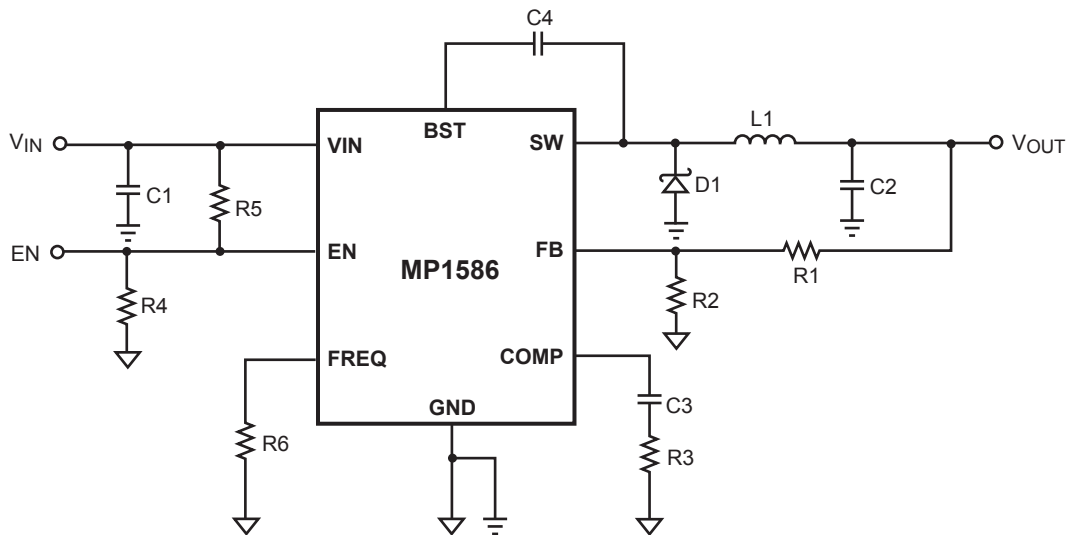 C4
VIN
VIN
BST
SW
L1
VOUT
C1
R5
D1
C2
EN
EN
MP1586
FB
R1
R4
R2
FREQ
COMP
GND
C3
R6
R3